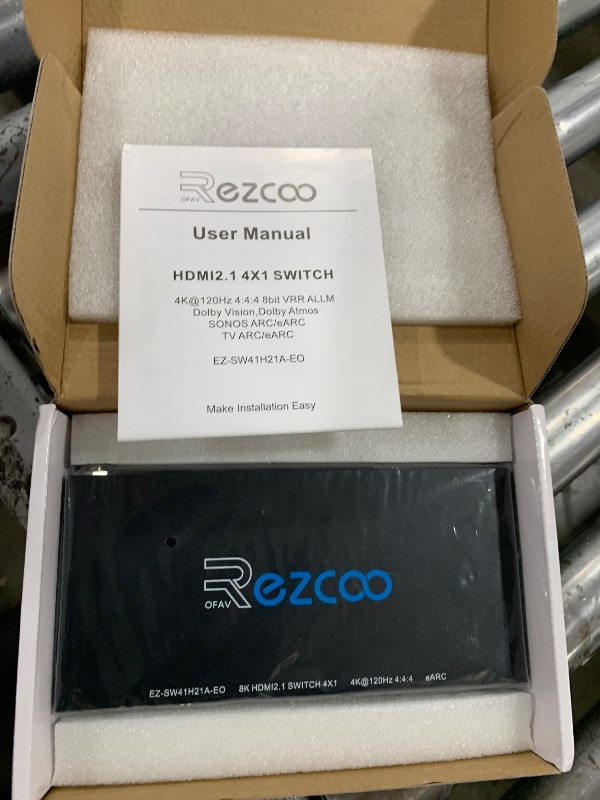 Rezcoo
OFAV
User Manual
HDMI2.1 4X1 SWITCH
4K@120Hz 4:4:4 8bit VRR ALLM
Dolby Vision,Dolby Atmos
SONOS ARC/eARC
TV ARC/eARC
EZ-SW41H21A-EO
Make Installation Easy
Rezcoo
OFAV
EZ-SW41H21A-EO 8K HDMI2.1 SWITCH 4X1 4K@120Hz 4:4:4 eARC